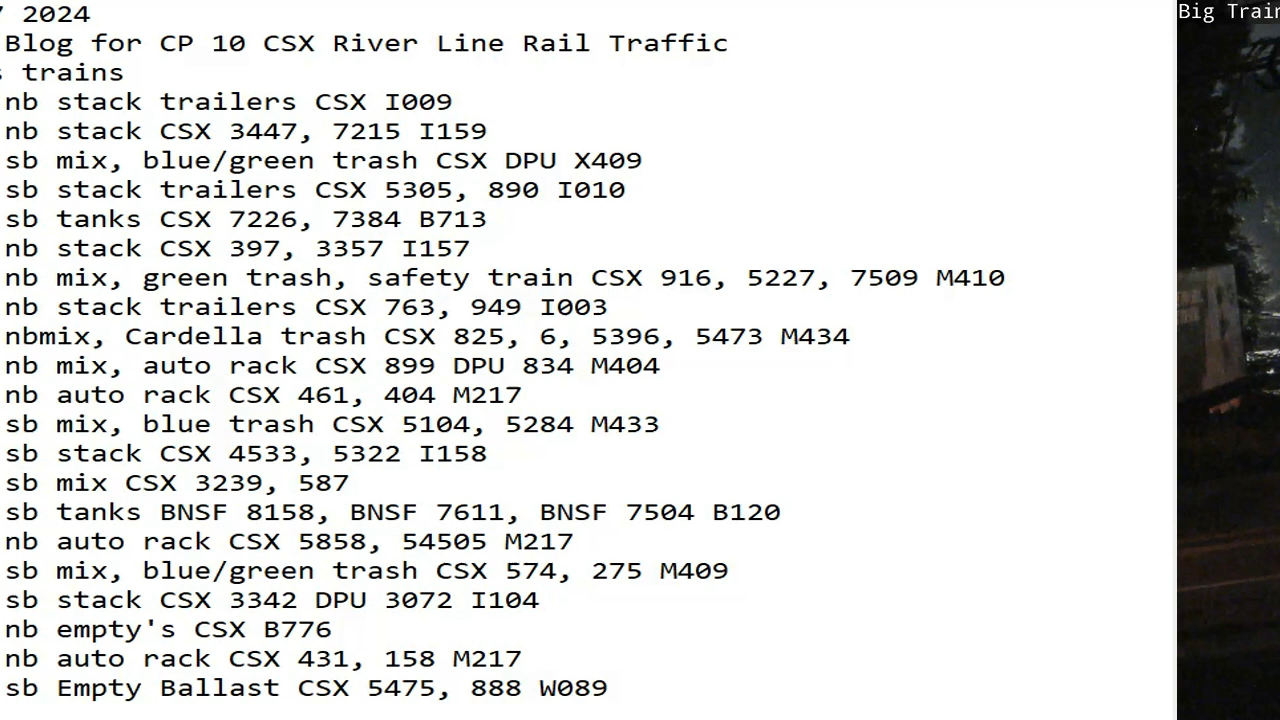 2024
Blog for CP 10 CSX River Line Rail Traffic
trains
nb stack trailers CSX I009
nb stack CSX 3447, 7215 I159
sb mix, blue/green trash CSX DPU X409
sb stack trailers CSX 5305, 890 I010
sb tanks CSX 7226, 7384 B713
nb stack CSX 397, 3357 I157
nb mix, green trash, safety train CSX 916, 5227, 7509 M410
nb stack trailers CSX 763, 949 I003
nbmix, Cardella trash CSX 825, 6, 5396, 5473 M434
nb mix, auto rack CSX 899 DPU 834 M404
nb auto rack CSX 461, 404 M217
sb mix, blue trash CSX 5104, 5284 M433
sb stack CSX 4533, 5322 I158
sb mix CSX 3239, 587
sb tanks BNSF 8158, BNSF 7611, BNSF 7504 B120
nb auto rack CSX 5858, 54505 M217
sb mix, blue/green trash CSX 574, 275 M409
sb stack CSX 3342 DPU 3072 I104
nb empty's CSX B776
nb auto rack CSX 431, 158 M217
sb Empty Ballast CSX 5475, 888 W089
Big Train